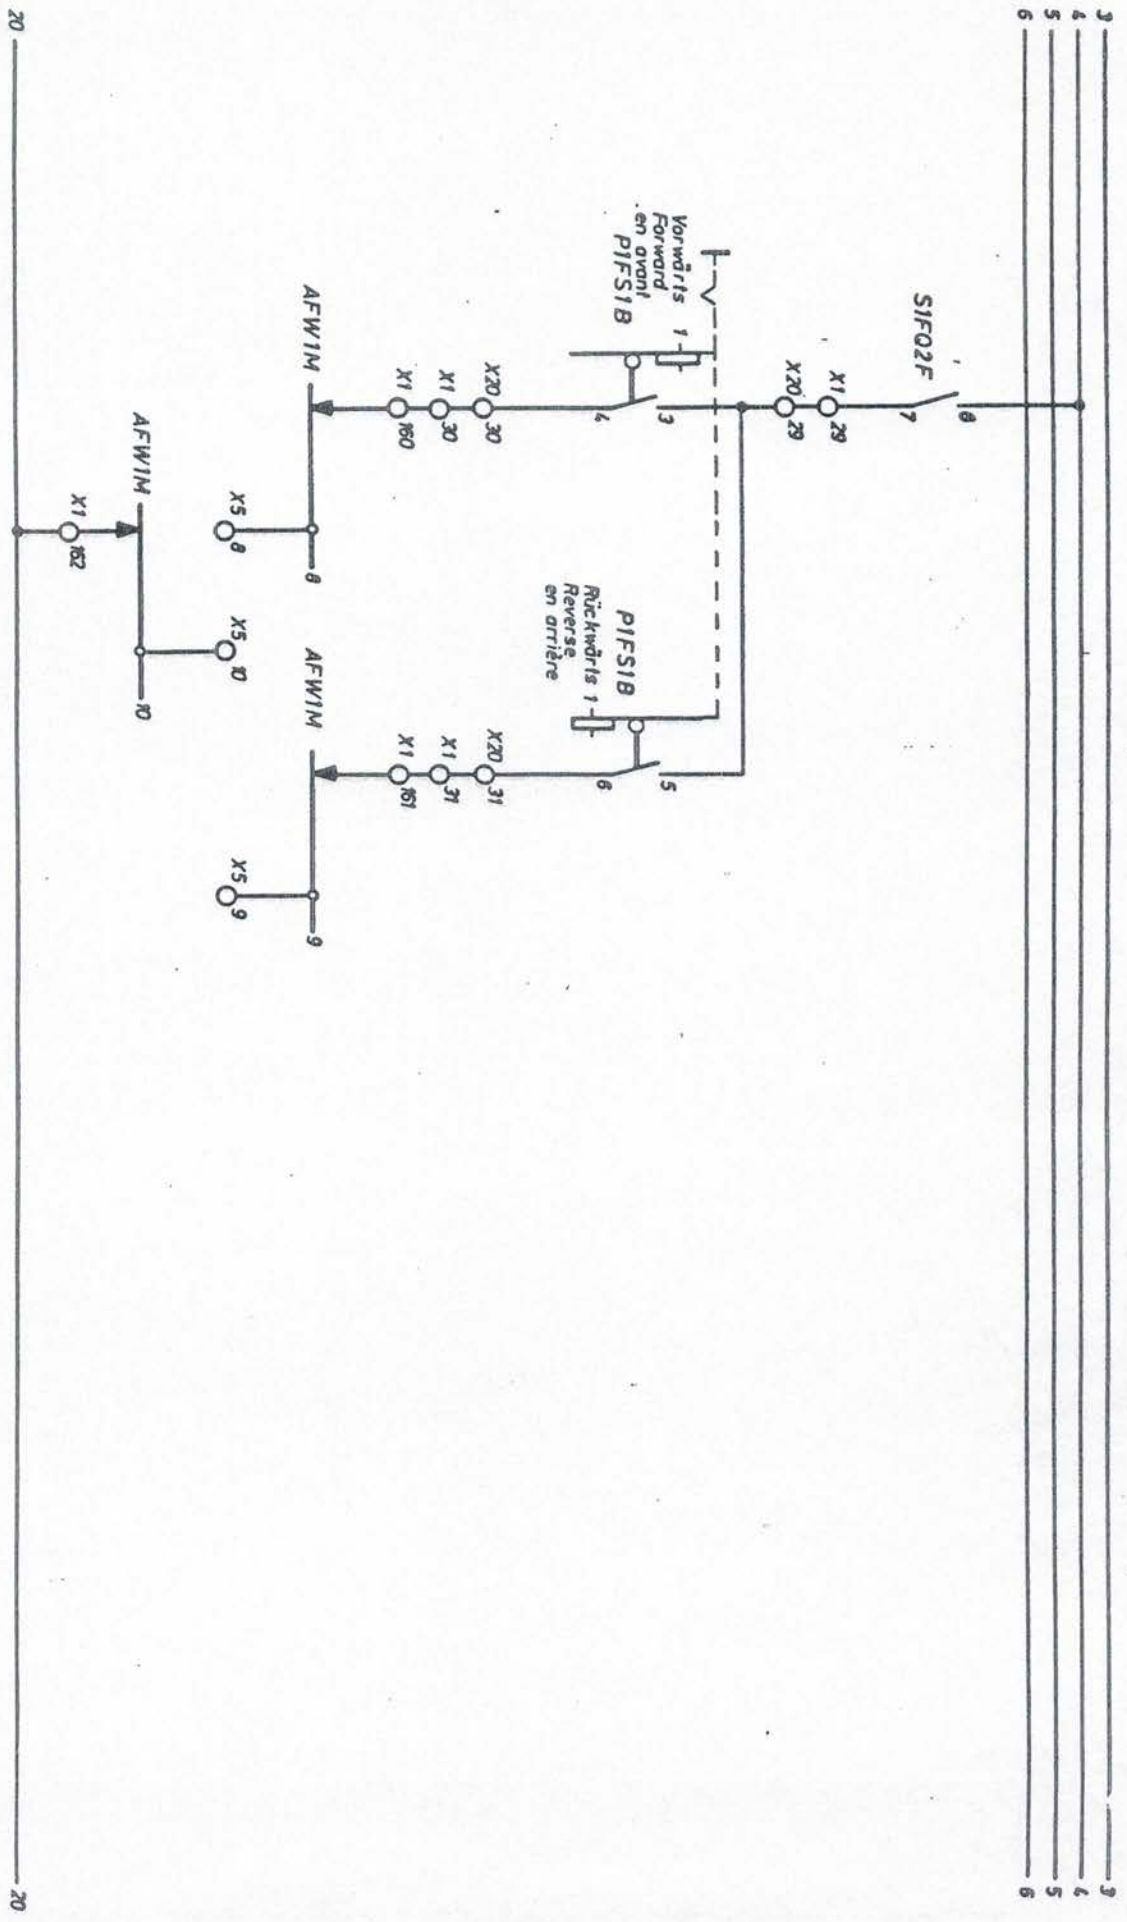 3 3
4 4
5 5
6 6
S1FQ2F
8
7
X1
29
X20
29
Vorwärts
Forward
en avant
P1FS1B
1
3
4
P1FS1B
Rückwärts
Reverse
en arrière
1
5
6
X20
30
X1
30
X1
160
X20
31
X1
31
X1
161
AFW1M
8
AFW1M
9
X5
8
X5
10
X5
9
AFW1M
10
X1
162
20 20